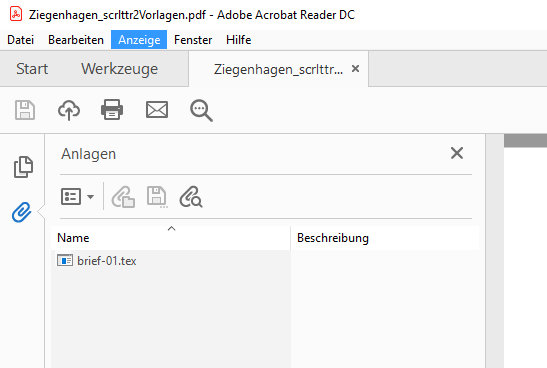 Ziegenhagen_scrlttr2Vorlagen.pdf - Adobe Acrobat Reader DC
Datei Bearbeiten Anzeige Fenster Hilfe
Start Werkzeuge Ziegenhagen_scrlttr... ×
Anlagen
Name Beschreibung
brief-01.tex